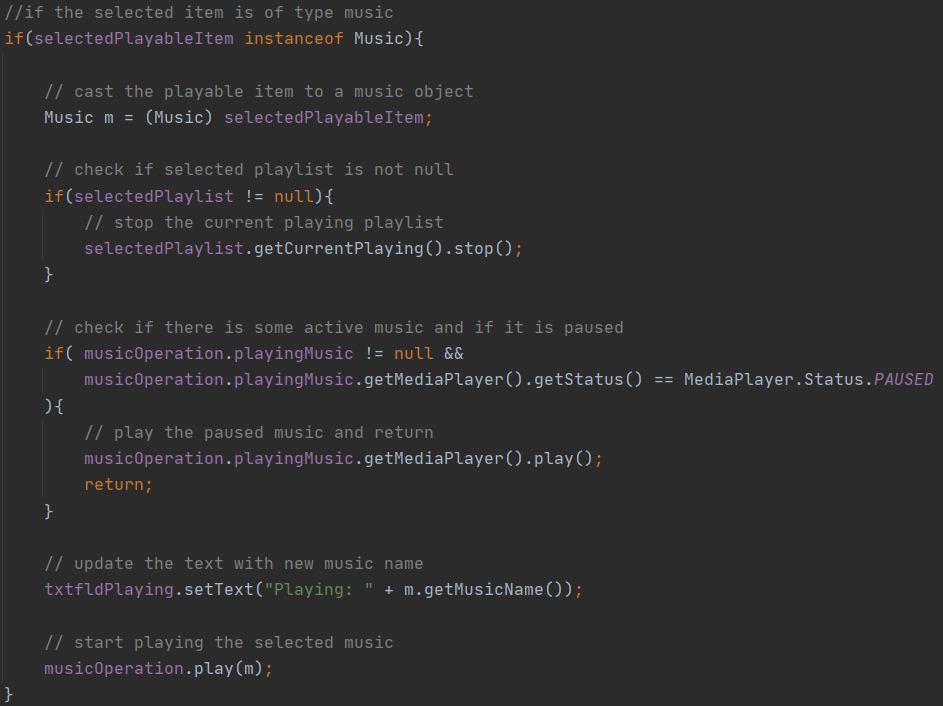 //if the selected item is of type music
if(selectedPlayableItem instanceof Music){
// cast the playable item to a music object
Music m = (Music) selectedPlayableItem;
// check if selected playlist is not null
if(selectedPlaylist != null){
// stop the current playing playlist
selectedPlaylist.getCurrentPlaying().stop();
}
// check if there is some active music and if it is paused
if( musicOperation.playingMusic != null &&
musicOperation.playingMusic.getMediaPlayer().getStatus() == MediaPlayer.Status.PAUSED
){
// play the paused music and return
musicOperation.playingMusic.getMediaPlayer().play();
return;
}
// update the text with new music name
txtfldPlaying.setText("Playing: " + m.getMusicName());
// start playing the selected music
musicOperation.play(m);
}